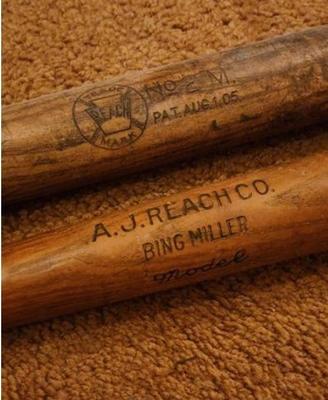 TRADE
REACH
MARK
No. 2 M.
PAT. AUG. 1, 05.
A.J. REACH CO.
BING MILLER
Model